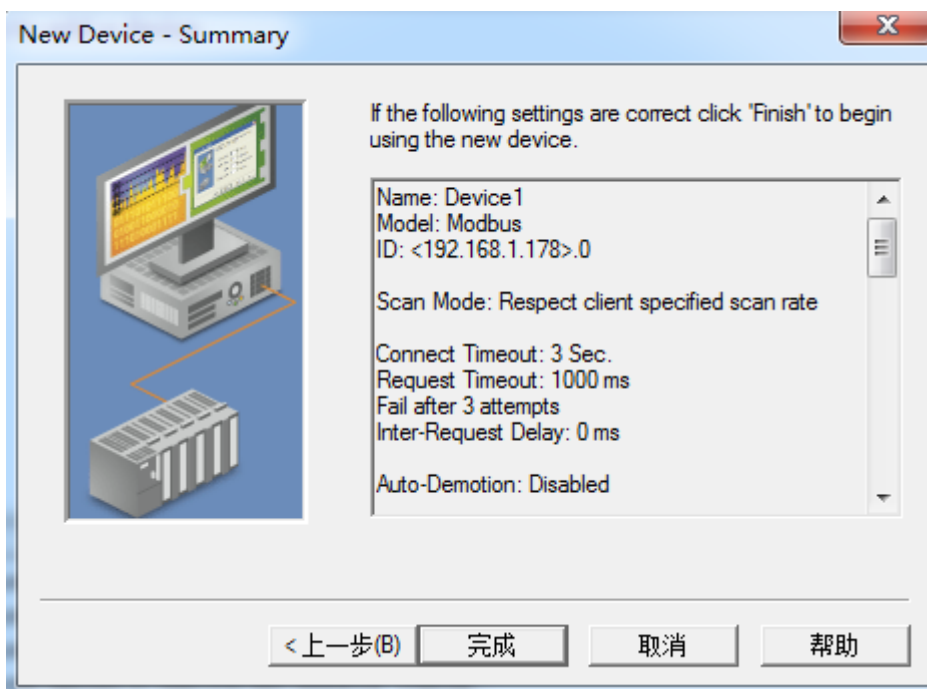 New Device - Summary
If the following settings are correct click 'Finish' to begin
using the new device.
Name: Device1
Model: Modbus
ID: <192.168.1.178>.0
Scan Mode: Respect client specified scan rate
Connect Timeout: 3 Sec.
Request Timeout: 1000 ms
Fail after 3 attempts
Inter-Request Delay: 0 ms
Auto-Demotion: Disabled
<上一步(B) 完成 取消 帮助